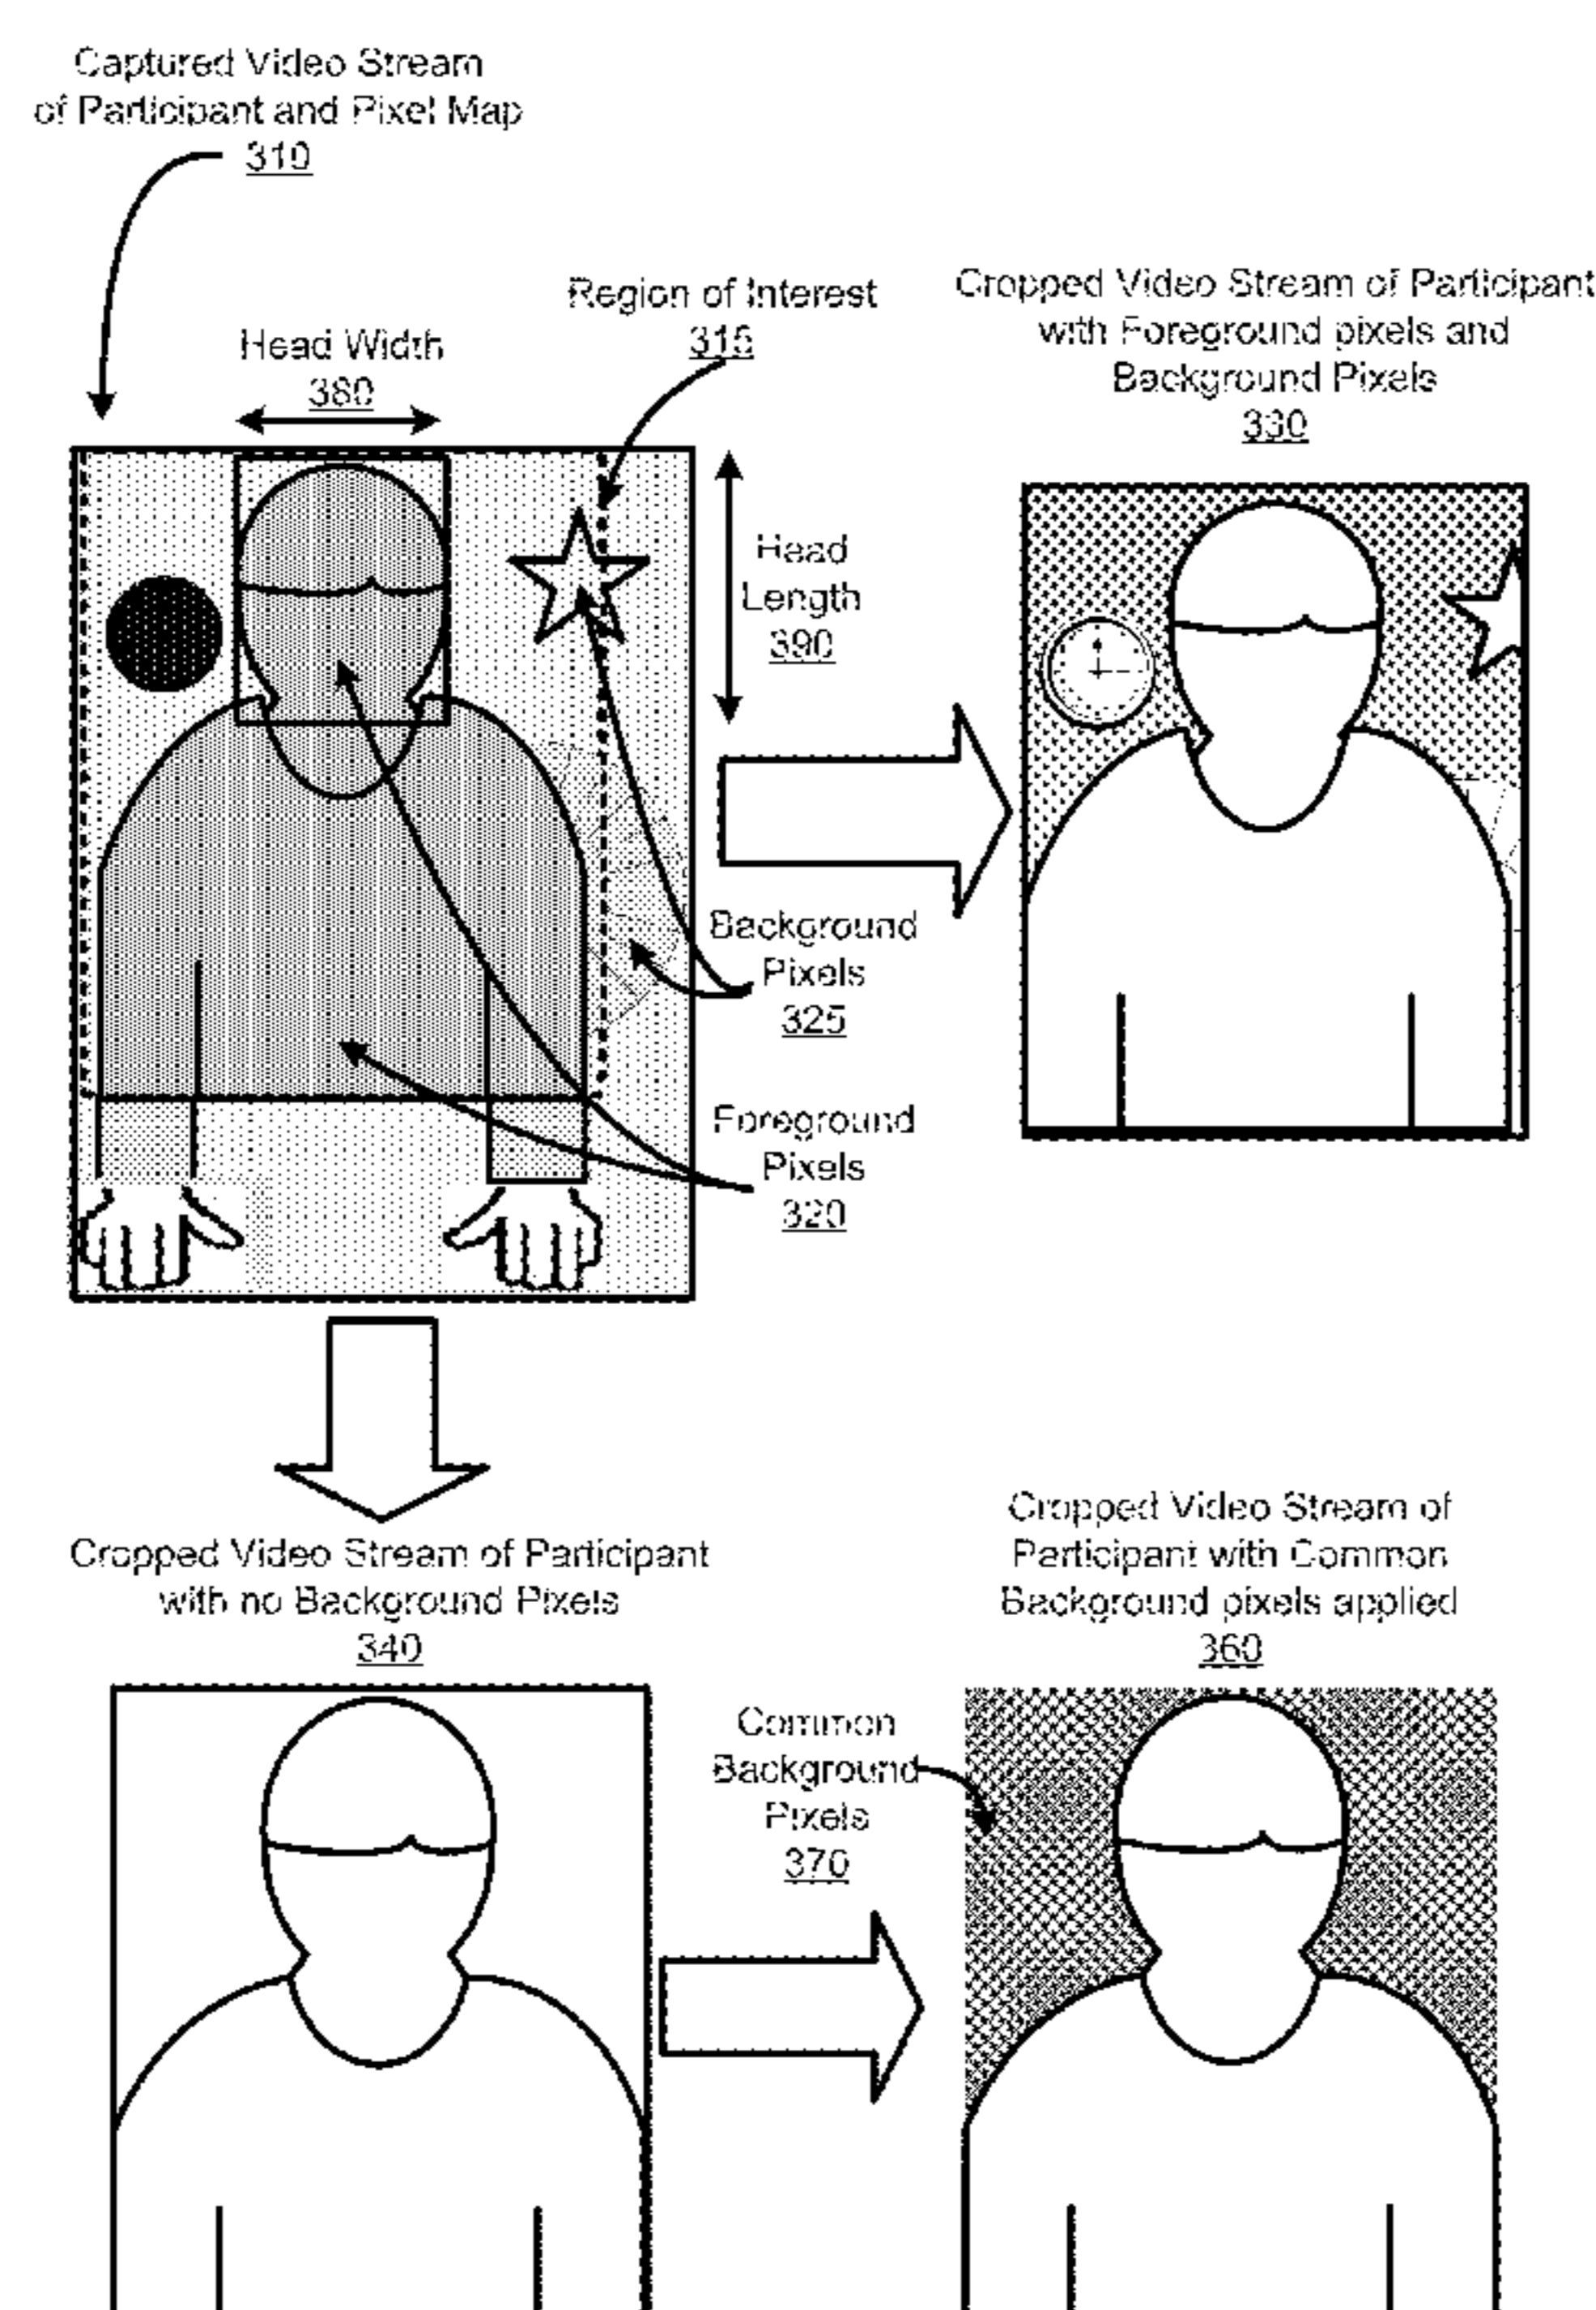 Captured Video Stream
of Participant and Pixel Map
310
Region of Interest
315
Head Width
380
Cropped Video Stream of Participant
with Foreground pixels and
Background Pixels
330
Head
Length
390
Background
Pixels
325
Foreground
Pixels
320
Cropped Video Stream of Participant
with no Background Pixels
340
Cropped Video Stream of
Participant with Common
Background pixels applied
360
Common
Background
Pixels
370